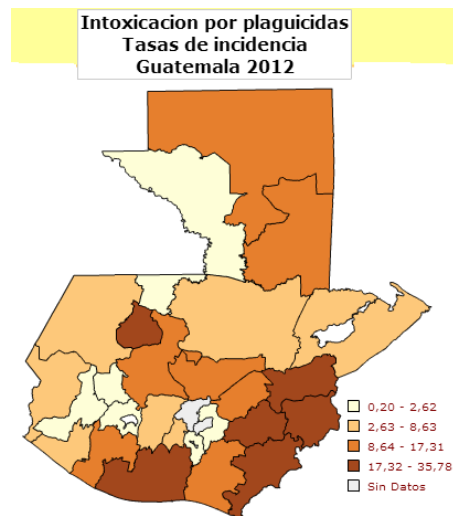 Intoxicacion por plaguicidas
Tasas de incidencia
Guatemala 2012
0,20 - 2,62
2,63 - 8,63
8,64 - 17,31
17,32 - 35,78
Sin Datos